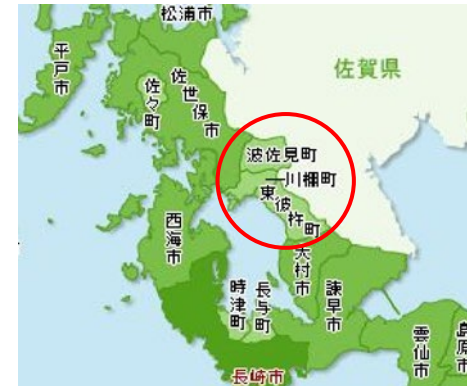 松浦市
平戸市
佐々町
佐世保市
佐賀県
波佐見町
川棚町
東彼杵町
西海市
大村市
時津町
長与町
諫早市
雲仙市
島原市
長崎市